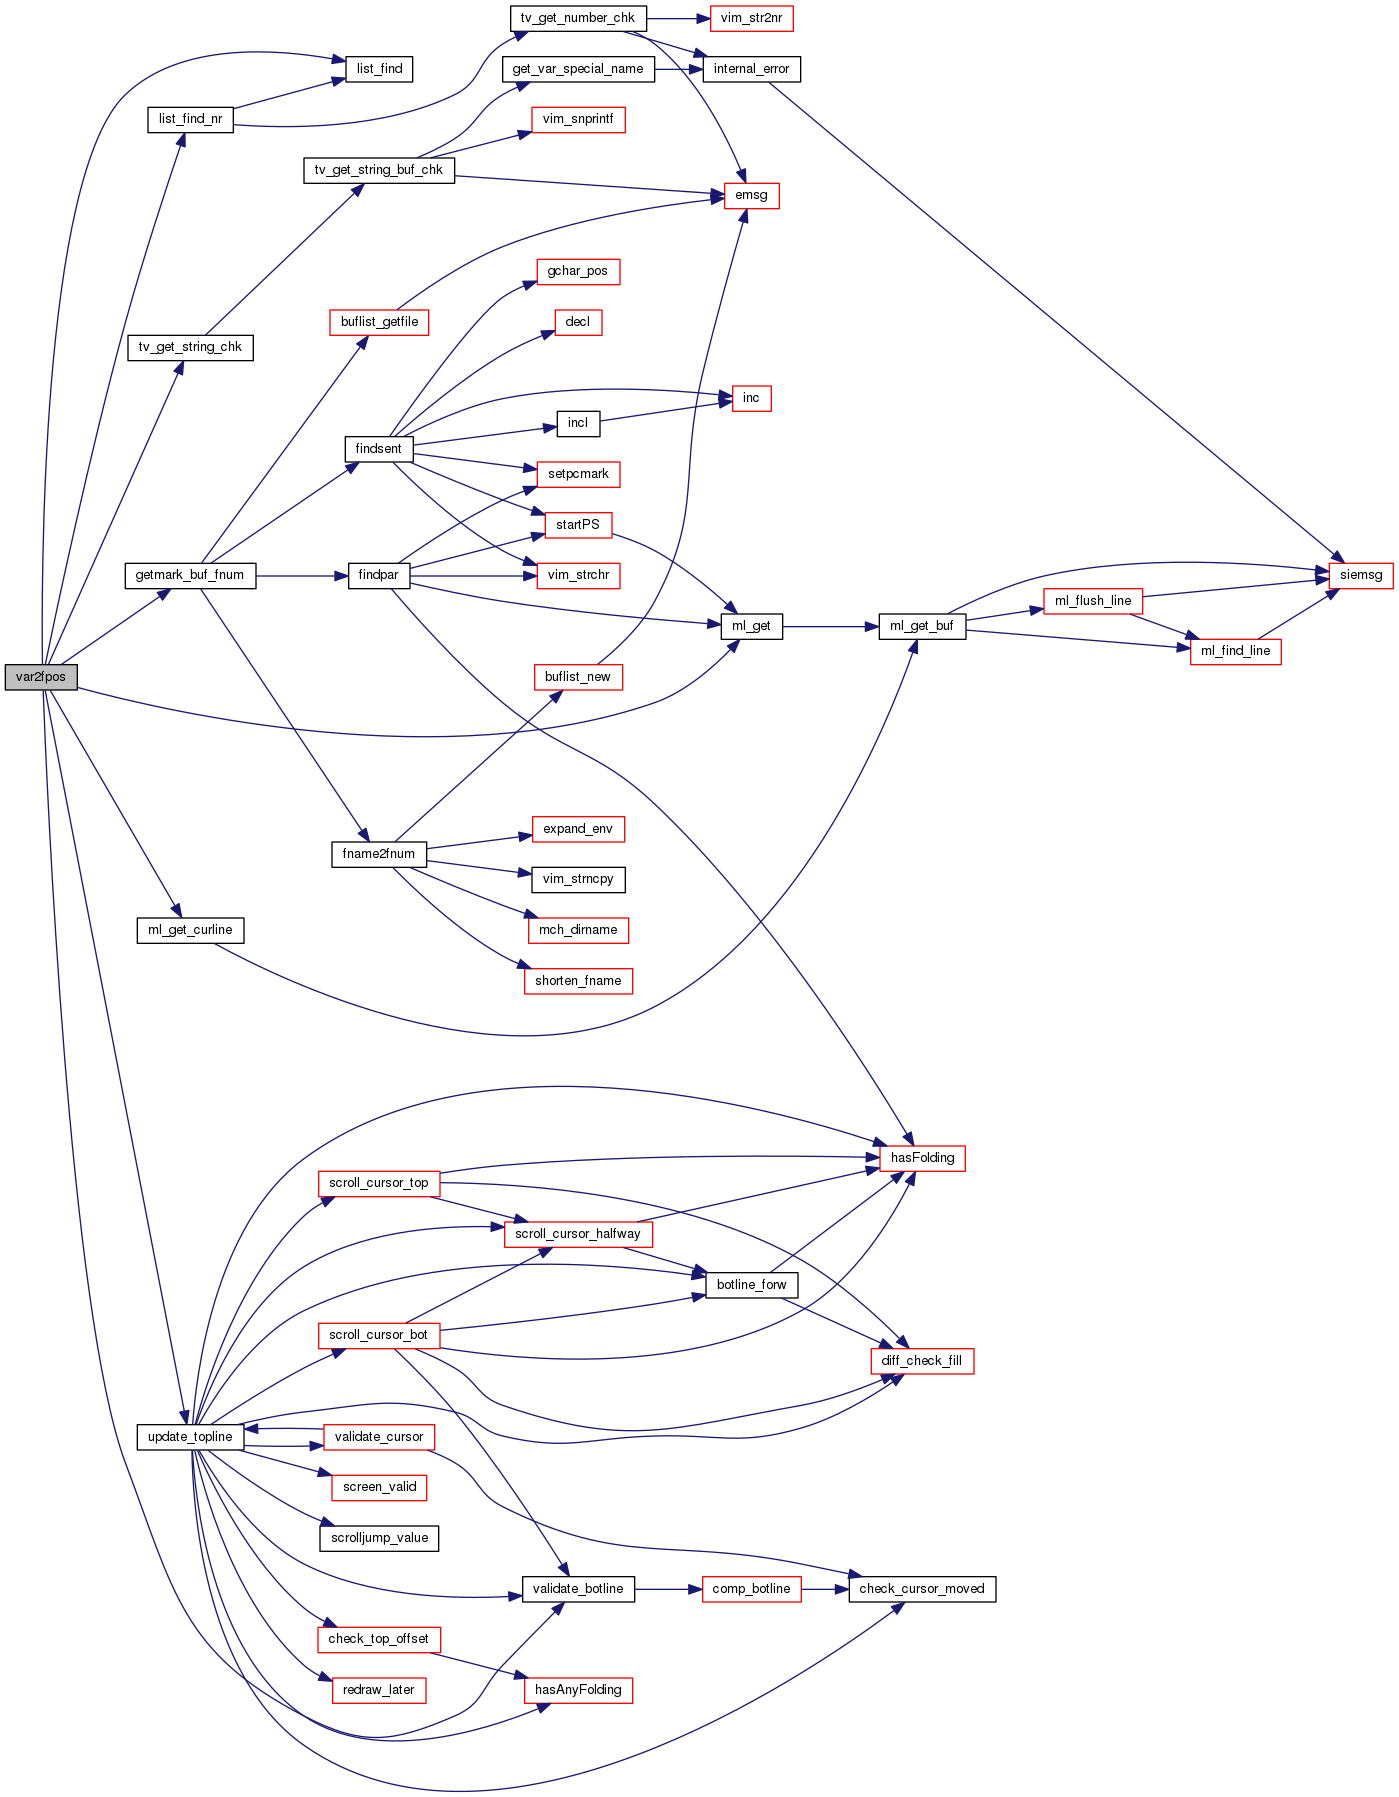 tv_get_number_chk
vim_str2nr
list_find
get_var_special_name
internal_error
list_find_nr
vim_snprintf
tv_get_string_buf_chk
emsg
gchar_pos
buflist_getfile
decl
tv_get_string_chk
inc
incl
findsent
setpcmark
startPS
getmark_buf_fnum
findpar
vim_strchr
siemsg
ml_flush_line
ml_get
ml_get_buf
ml_find_line
var2fpos
buflist_new
expand_env
fname2fnum
vim_strncpy
ml_get_curline
mch_dirname
shorten_fname
hasFolding
scroll_cursor_top
scroll_cursor_halfway
botline_forw
scroll_cursor_bot
diff_check_fill
update_topline
validate_cursor
screen_valid
scrolljump_value
validate_botline
comp_botline
check_cursor_moved
check_top_offset
redraw_later
hasAnyFolding